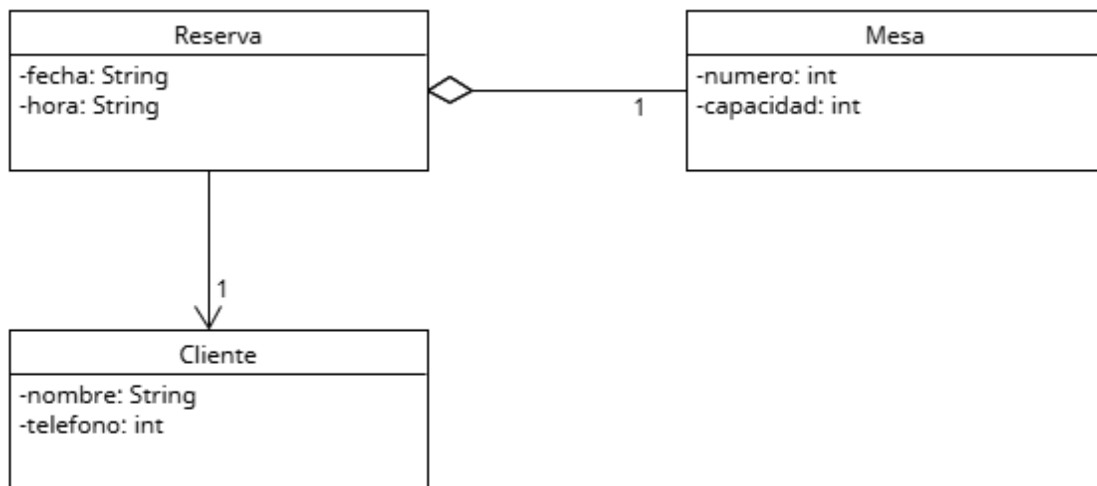 Reserva
-fecha: String
-hora: String
Mesa
-numero: int
-capacidad: int
1
1
Cliente
-nombre: String
-telefono: int